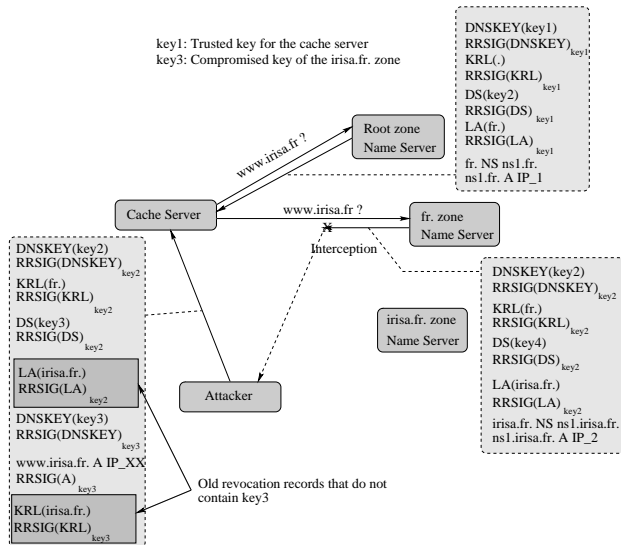 key1: Trusted key for the cache server
key3: Compromised key of the irisa.fr. zone
DNSKEY(key1)
RRSIG(DNSKEY)key1
KRL(.)
RRSIG(KRL)key1
DS(key2)
RRSIG(DS)key1
LA(fr.)
RRSIG(LA)key1
fr. NS ns1.fr.
ns1.fr. A IP_1
Root zone
Name Server
www.irisa.fr ?
Cache Server
www.irisa.fr ?
fr. zone
Name Server
X
Interception
DNSKEY(key2)
RRSIG(DNSKEY)key2
KRL(fr.)
RRSIG(KRL)key2
DS(key3)
RRSIG(DS)key2
LA(irisa.fr.)
RRSIG(LA)key2
DNSKEY(key3)
RRSIG(DNSKEY)key3
www.irisa.fr. A IP_XX
RRSIG(A)key3
KRL(irisa.fr.)
RRSIG(KRL)key3
DNSKEY(key2)
RRSIG(DNSKEY)key2
KRL(fr.)
RRSIG(KRL)key2
DS(key4)
RRSIG(DS)key2
LA(irisa.fr.)
RRSIG(LA)key2
irisa.fr. NS ns1.irisa.fr.
ns1.irisa.fr. A IP_2
irisa.fr. zone
Name Server
Attacker
Old revocation records that do not
contain key3